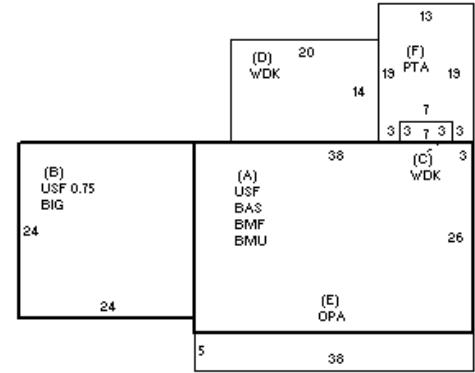 13
(D) 20 (F)
WDK 19 PTA 19
14
7
3 3 7 3 3
38 (C) 3
WDK
(B) (A)
USF 0.75 USF
BIG BAS
BMF
BMU
24 26
24 (E)
OPA
5 38